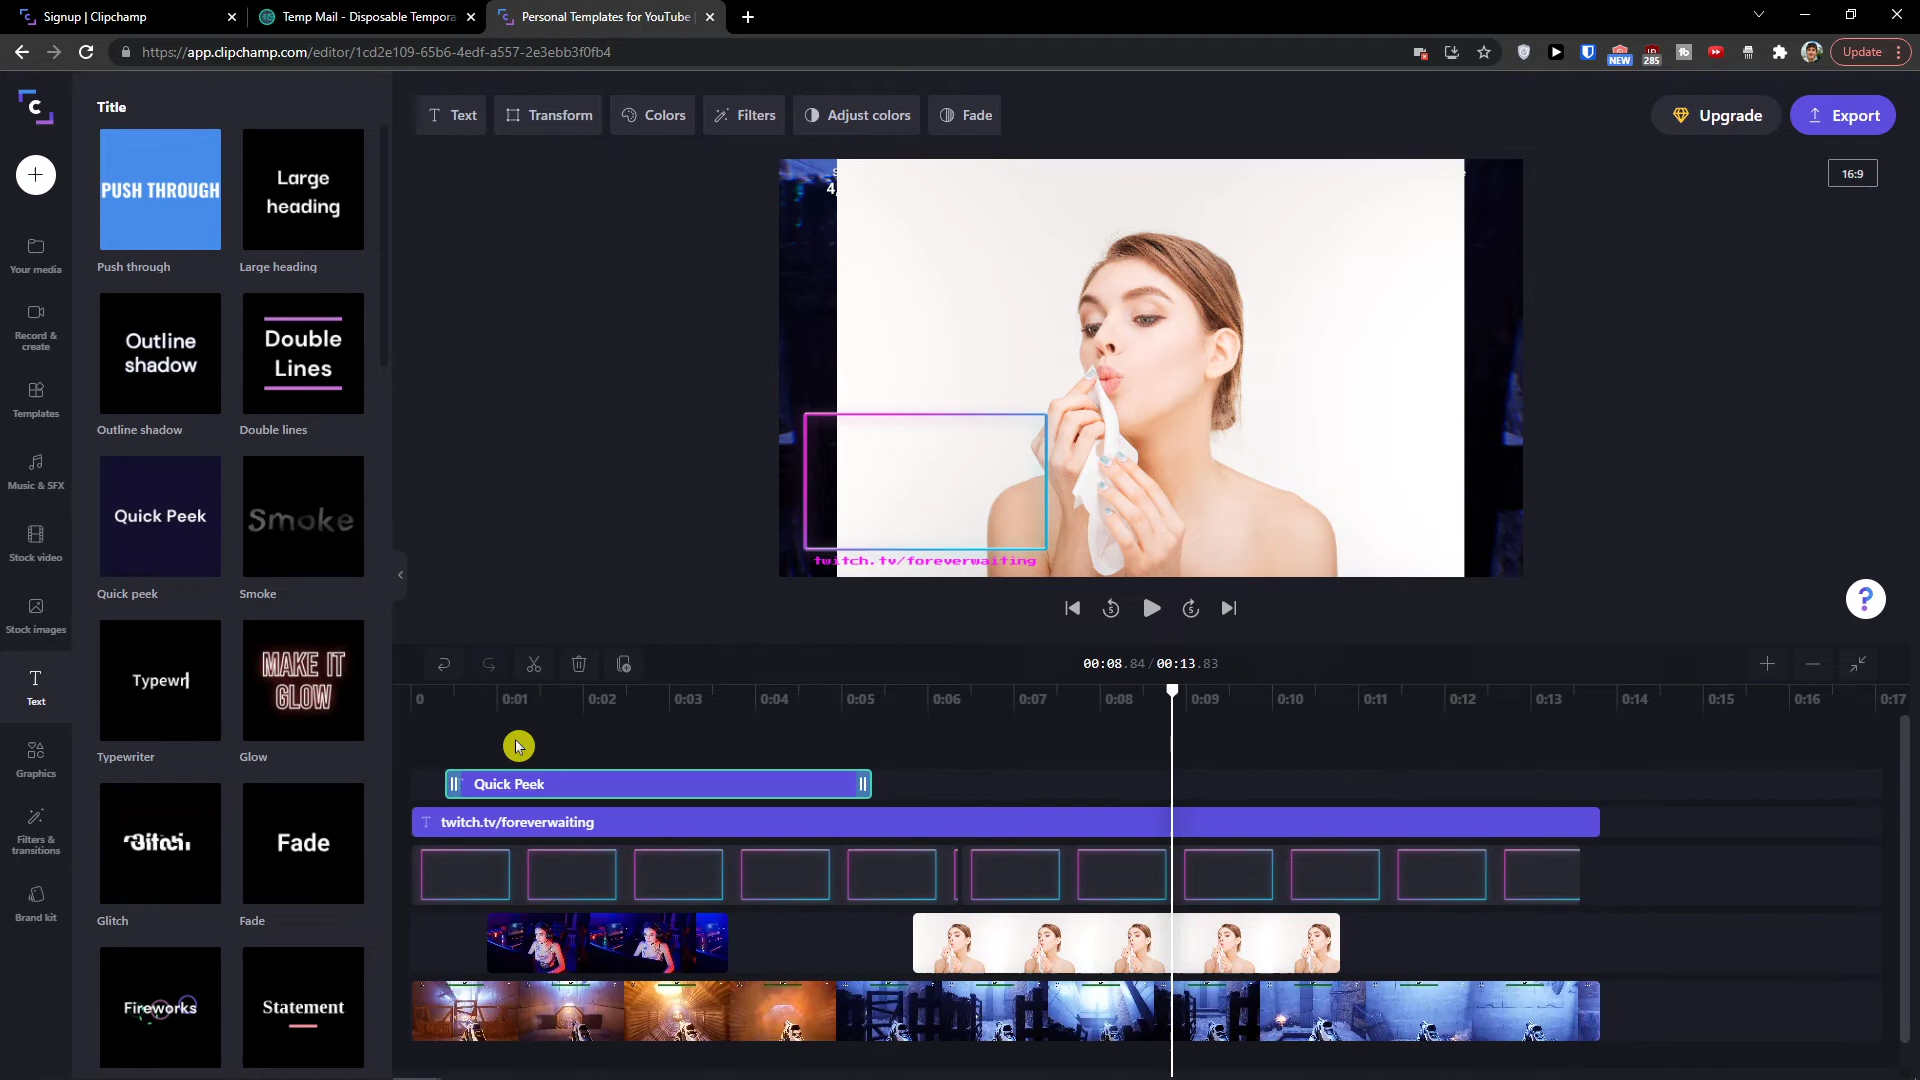 Signup | Clipchamp
Temp Mail - Disposable Tempora
Personal Templates for YouTube
https://app.clipchamp.com/editor/1cd2e109-65b6-4edf-a557-2e3ebb3f0fb4
NEW
285
Update
Title
Text
Transform
Colors
Filters
Adjust colors
Fade
Upgrade
Export
16:9
PUSH THROUGH
Large
heading
Push through
Large heading
Your media
Record &
create
Outline
shadow
Double
Lines
Templates
Outline shadow
Double lines
Music & SFX
Quick Peek
Smoke
Stock video
Quick peek
Smoke
Stock images
twitch.tv/foreverwaiting
5
5
?
Typewr
MAKE IT
GLOW
Text
Typewriter
Glow
Graphics
00:08.84/00:13.83
0
0:01
0:02
0:03
0:04
0:05
0:06
0:07
0:08
0:09
0:10
0:11
0:12
0:13
0:14
0:15
0:16
0:17
Quick Peek
twitch.tv/foreverwaiting
Filters &
transitions
Glitch
Fade
Glitch
Fade
Brand kit
Fireworks
Statement